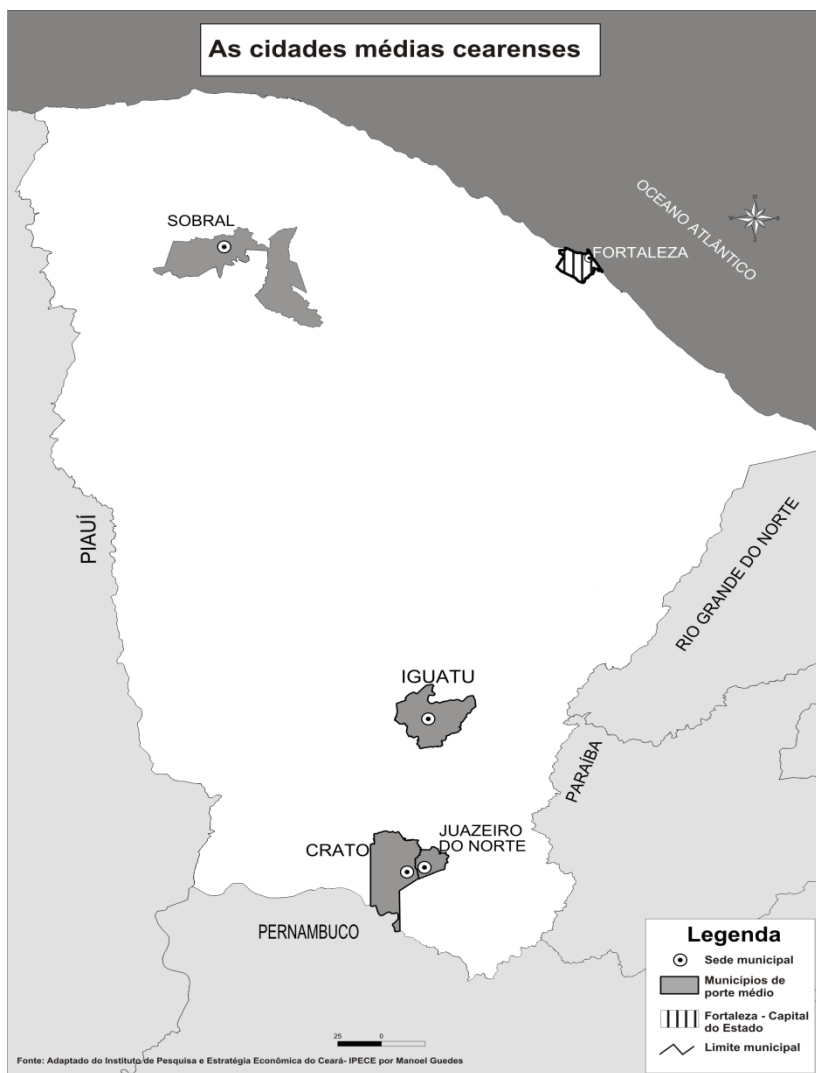 As cidades médias cearenses
OCEANO ATLÂNTICO
SOBRAL
FORTALEZA
PIAUÍ
RIO GRANDE DO NORTE
IGUATU
PARAÍBA
CRATO
JUAZEIRO
DO NORTE
PERNAMBUCO
Legenda
Sede municipal
Municípios de
porte médio
Fortaleza - Capital
do Estado
Limite municipal
25 0
Fonte: Adaptado do Instituto de Pesquisa e Estratégia Econômica do Ceará- IPECE por Manoel Guedes